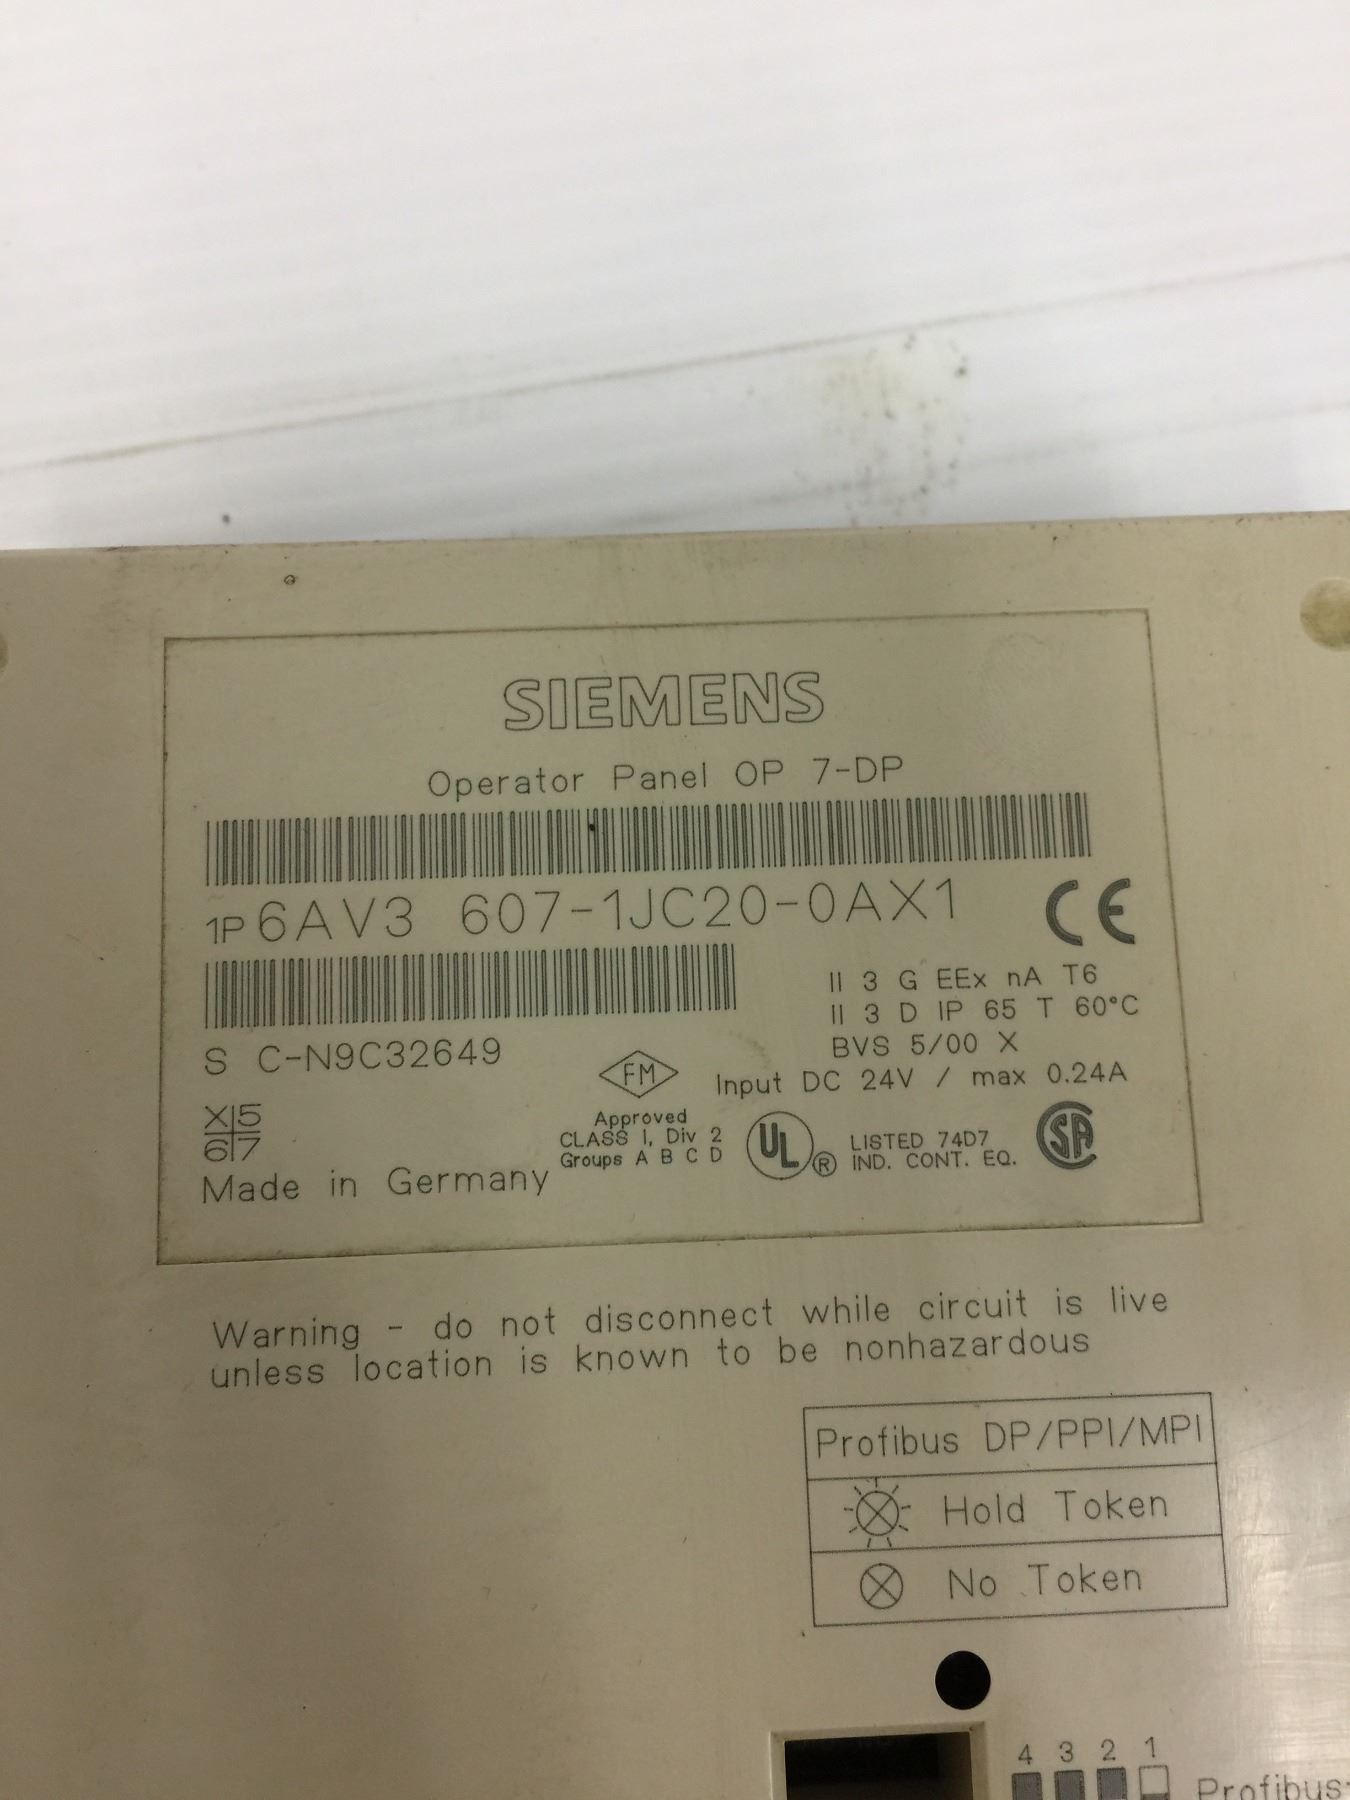 SIEMENS
Operator Panel OP 7-DP
1P 6AV3 607-1JC20-0AX1
CE
II 3 G EEx nA T6
II 3 D IP 65 T 60°C
BVS 5/00 X
S C-N9C32649
FM
Input DC 24V / max 0.24A
Approved
CLASS I, Div 2
Groups A B C D
X 5
6 7
UL ®
LISTED 74D7
IND. CONT. EQ.
SA
Made in Germany
Warning - do not disconnect while circuit is live
unless location is known to be nonhazardous
Profibus DP/PPI/MPI
Hold Token
No Token
4 3 2 1
Profibus-